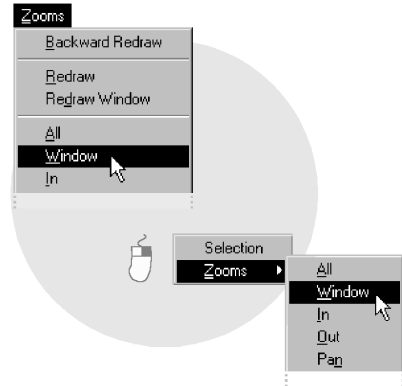 Zooms
Backward Redraw
Redraw
Redraw Window
All
Window
In
Selection
Zooms
All
Window
In
Out
Pan